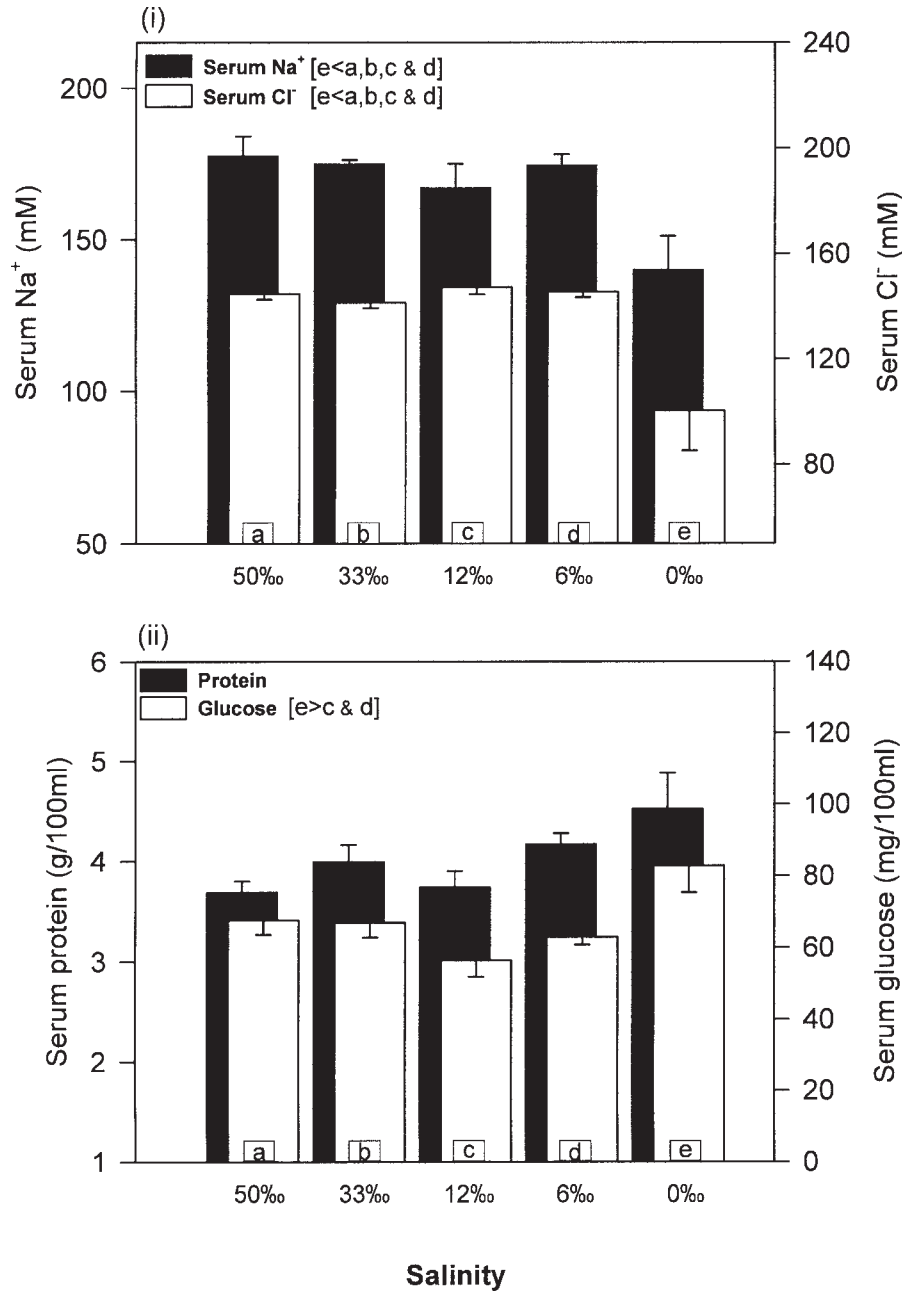 (i)
Serum Na⁺ [e<a,b,c & d]
Serum Cl⁻ [e<a,b,c & d]
200
150
100
50
Serum Na⁺ (mM)
240
200
160
120
80
Serum Cl⁻ (mM)
a b c d e
50‰ 33‰ 12‰ 6‰ 0‰
(ii)
Protein
Glucose [e>c & d]
6
5
4
3
2
1
Serum protein (g/100ml)
140
120
100
80
60
40
20
0
Serum glucose (mg/100ml)
a b c d e
50‰ 33‰ 12‰ 6‰ 0‰
Salinity